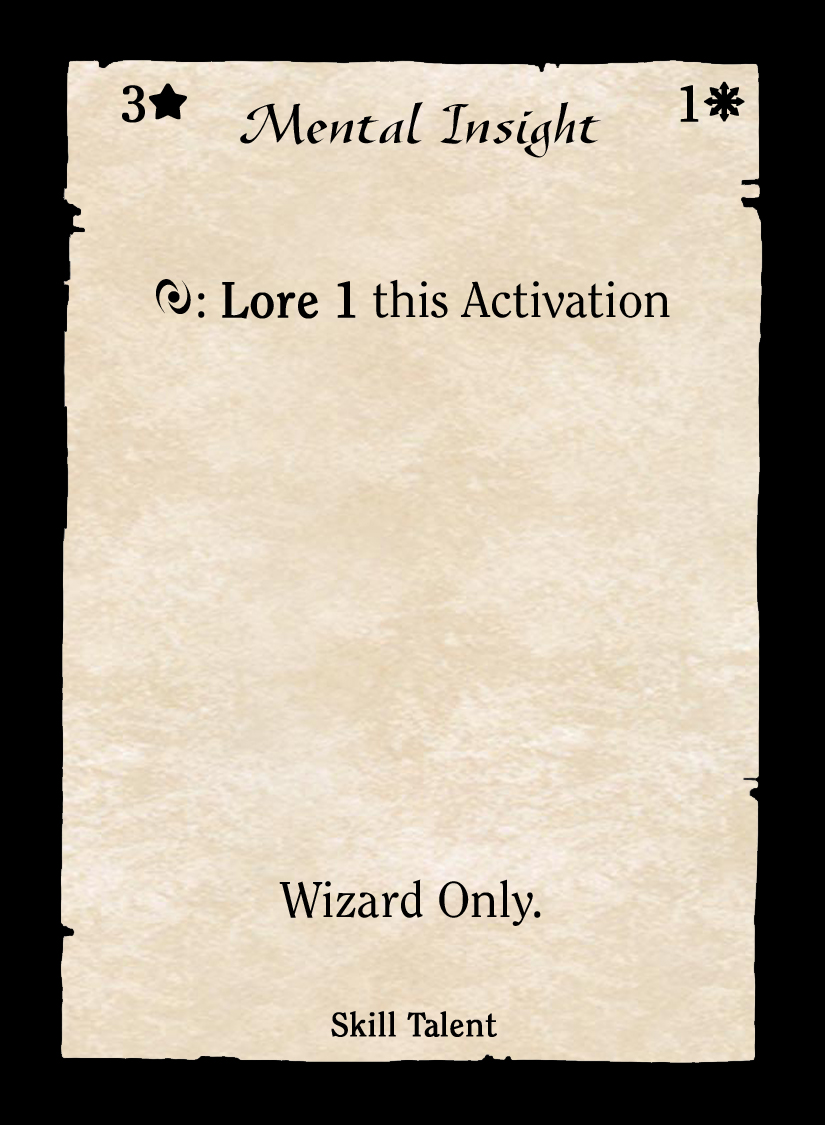 3★ Mental Insight 1
: Lore 1 this Activation
Wizard Only.
Skill Talent